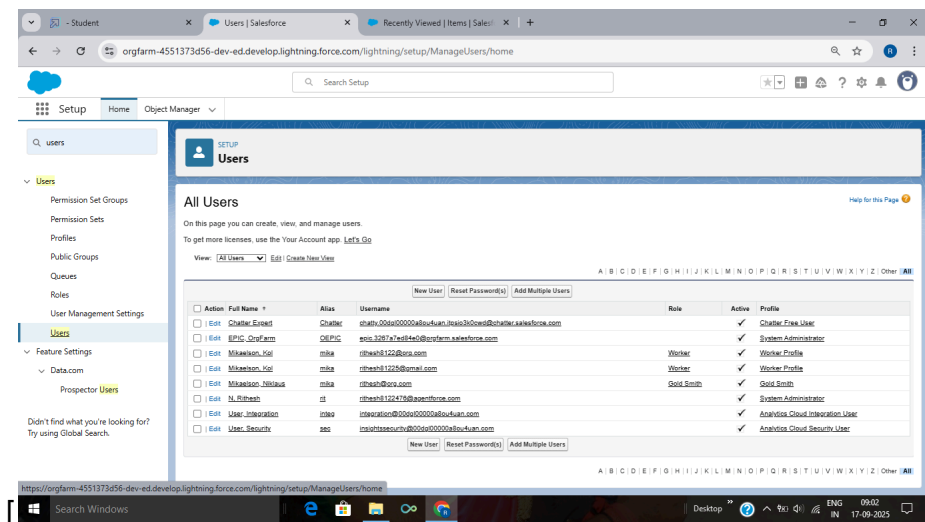 - Student
Users | Salesforce
Recently Viewed | Items | Salesf
orgfarm-4551373d56-dev-ed.develop.lightning.force.com/lightning/setup/ManageUsers/home
R
Search Setup
Setup Home Object Manager
users
Users
Permission Set Groups
Permission Sets
Profiles
Public Groups
Queues
Roles
User Management Settings
Users
Feature Settings
Data.com
Prospector Users
Didn't find what you're looking for?
Try using Global Search.
SETUP
Users
All Users
Help for this Page ?
On this page you can create, view, and manage users.
To get more licenses, use the Your Account app. Let's Go
View: All Users Edit | Create New View
A | B | C | D | E | F | G | H | I | J | K | L | M | N | O | P | Q | R | S | T | U | V | W | X | Y | Z | Other All
New User Reset Password(s) Add Multiple Users
Action Full Name Alias Username Role Active Profile
| Edit Chatter Expert Chatter chatty.00dgl00000a8ou4uan.itpsio3k0cwd@chatter.salesforce.com Chatter Free User
| Edit EPIC, OrgFarm OEPIC epic.3267a7ed84e0@orgfarm.salesforce.com System Administrator
| Edit Mikaelson, Kol mika rithesh8122@org.com Worker Worker Profile
| Edit Mikaelson, Kol mika rithesh81225@gmail.com Worker Worker Profile
| Edit Mikaelson, Niklaus mika rithesh@org.com Gold Smith Gold Smith
| Edit N, Rithesh rit rithesh8122476@agentforce.com System Administrator
| Edit User, Integration integ integration@00dgl00000a8ou4uan.com Analytics Cloud Integration User
| Edit User, Security sec insightssecurity@00dgl00000a8ou4uan.com Analytics Cloud Security User
New User Reset Password(s) Add Multiple Users
A | B | C | D | E | F | G | H | I | J | K | L | M | N | O | P | Q | R | S | T | U | V | W | X | Y | Z | Other All
https://orgfarm-4551373d56-dev-ed.develop.lightning.force.com/lightning/setup/ManageUsers/home
Search Windows
Desktop
ENG
IN
09:02
17-09-2025